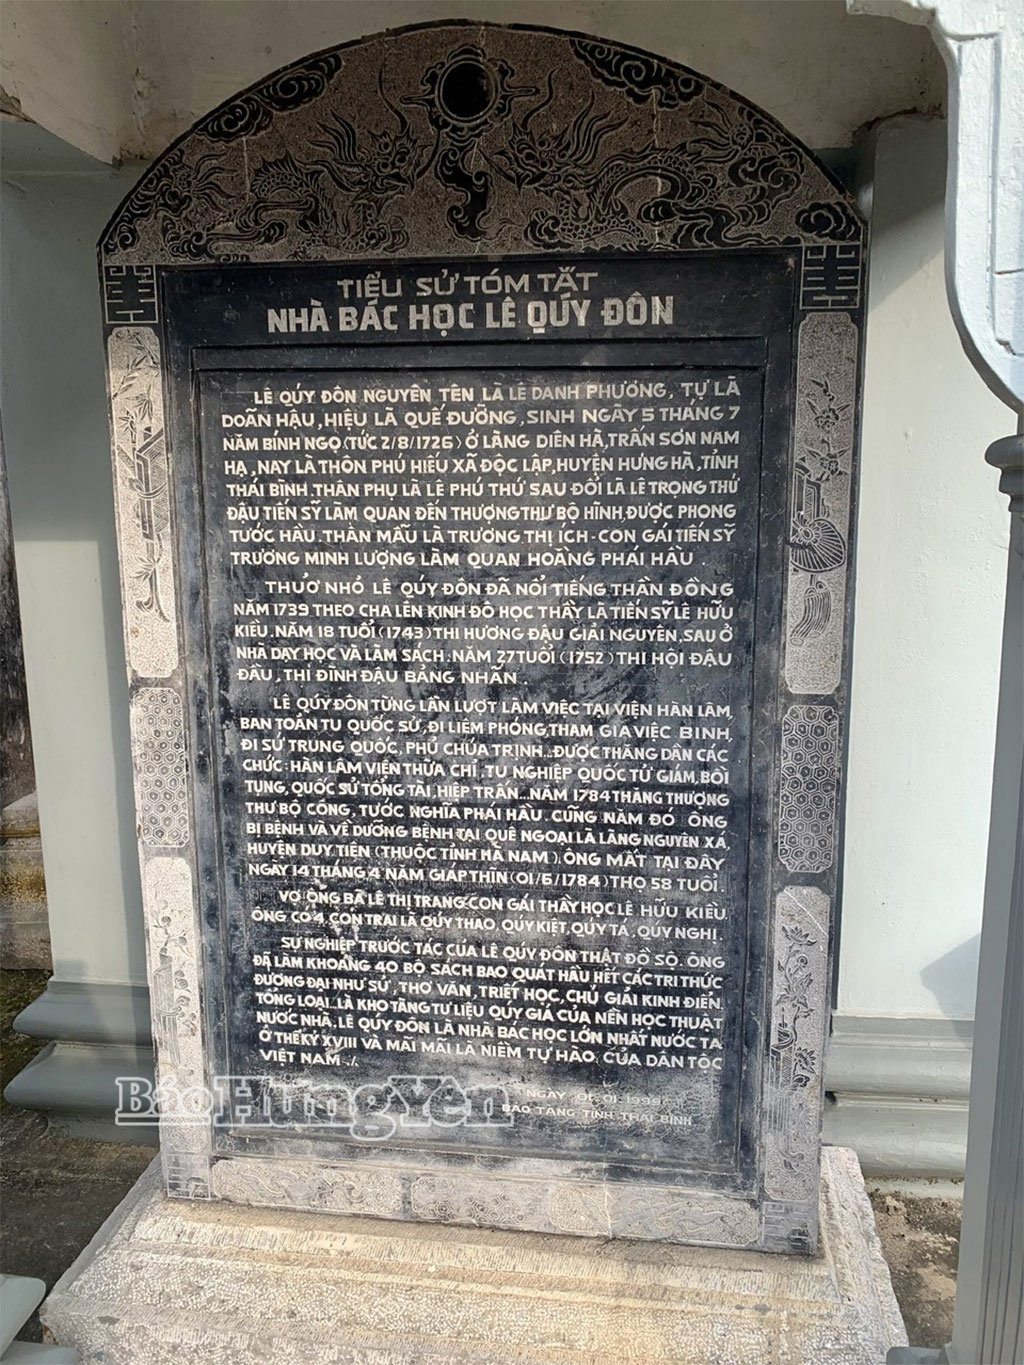 TIỂU SỬ TÓM TẮT
NHÀ BÁC HỌC LÊ QÚY ĐÔN
LÊ QÚY ĐÔN NGUYÊN TÊN LÀ LÊ DANH PHƯƠNG, TỰ LÀ
DOÃN HẬU, HIỆU LÀ QUẾ ĐƯỜNG, SINH NGÀY 5 THÁNG 7
NĂM BÍNH NGỌ (TỨC 2/8/1726) Ở LÀNG DIÊN HÀ, TRẤN SƠN NAM
HẠ, NAY LÀ THÔN PHÚ HIẾU XÃ ĐỘC LẬP, HUYỆN HƯNG HÀ, TỈNH
THÁI BÌNH. THÂN PHỤ LÀ LÊ PHÚ THỨ SAU ĐỔI LÀ LÊ TRỌNG THỨ
ĐẬU TIẾN SỸ LÀM QUAN ĐẾN THƯỢNG THƯ BỘ HÌNH, ĐƯỢC PHONG
TƯỚC HẦU. THÂN MẪU LÀ TRƯƠNG THỊ ÍCH - CON GÁI TIẾN SỸ
TRƯƠNG MINH LƯỢNG LÀM QUAN HOẰNG PHÁI HẦU.
THUỞ NHỎ LÊ QÚY ĐÔN ĐÃ NỔI TIẾNG THẦN ĐỒNG
NĂM 1739 THEO CHA LÊN KINH ĐÔ HỌC THẦY LÀ TIẾN SỸ LÊ HỮU
KIỀU. NĂM 18 TUỔI (1743) THI HƯƠNG ĐẬU GIẢI NGUYÊN, SAU Ở
NHÀ DẠY HỌC VÀ LÀM SÁCH. NĂM 27 TUỔI (1752) THI HỘI ĐẬU
ĐẦU, THI ĐÌNH ĐẬU BẢNG NHÃN.
LÊ QÚY ĐÔN TỪNG LẦN LƯỢT LÀM VIỆC TẠI VIỆN HÀN LÂM,
BAN TOẢN TU QUỐC SỬ, ĐI LIÊM PHÓNG, THAM GIA VIỆC BINH,
ĐI SỨ TRUNG QUỐC, PHỦ CHÚA TRỊNH... ĐƯỢC THĂNG DẦN CÁC
CHỨC: HÀN LÂM VIỆN THỪA CHỈ, TƯ NGHIỆP QUỐC TỬ GIÁM, BỒI
TỤNG, QUỐC SỬ TỔNG TÀI, HIỆP TRẤN... NĂM 1784 THĂNG THƯỢNG
THƯ BỘ CÔNG, TƯỚC NGHĨA PHÁI HẦU. CŨNG NĂM ĐÓ ÔNG
BỊ BỆNH VÀ VỀ DƯỠNG BỆNH TẠI QUÊ NGOẠI LÀ LÀNG NGUYÊN XÁ,
HUYỆN DUY TIÊN (THUỘC TỈNH HÀ NAM). ÔNG MẤT TẠI ĐÂY
NGÀY 14 THÁNG 4 NĂM GIÁP THÌN (01/6/1784) THỌ 58 TUỔI.
VỢ ÔNG BÀ LÊ THỊ TRANG - CON GÁI THẦY HỌC LÊ HỮU KIỀU.
ÔNG CÓ 4 CON TRAI LÀ QÚY THẢO, QÚY KIỆT, QÚY TÁ, QÚY NGHỊ.
SỰ NGHIỆP TRƯỚC TÁC CỦA LÊ QÚY ĐÔN THẬT ĐỒ SỘ. ÔNG
ĐÃ LÀM KHOẢNG 40 BỘ SÁCH BAO QUÁT HẦU HẾT CÁC TRI THỨC
ĐƯƠNG ĐẠI NHƯ SỬ, THƠ VĂN, TRIẾT HỌC, CHÚ GIẢI KINH ĐIỂN,
TỔNG LOẠI... LÀ KHO TÀNG TƯ LIỆU QUÝ GIÁ CỦA NỀN HỌC THUẬT
NƯỚC NHÀ. LÊ QÚY ĐÔN LÀ NHÀ BÁC HỌC LỚN NHẤT NƯỚC TA
Ở THẾ KỶ XVIII VÀ MÃI MÃI LÀ NIỀM TỰ HÀO CỦA DÂN TỘC
VIỆT NAM ./.
NGÀY 01.01.1998
BẢO TÀNG TỈNH THÁI BÌNH
Báo Hưng Yên